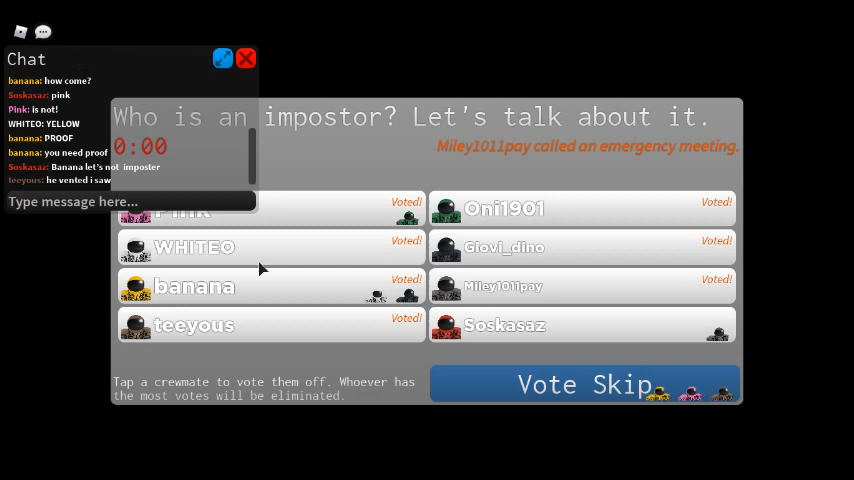 Chat
banana: how come?
Soskasaz: pink
Pink: is not!
WHITEO: YELLOW
banana: PROOF
banana: you need proof
Soskasaz: Banana let's not imposter
teeyous: he vented i saw
Type message here...
Who is an impostor? Let's talk about it.
0:00
Miley1011pay called an emergency meeting.
Pink Voted!
Oni1901 Voted!
WHITEO Voted!
Giovi_dino Voted!
banana Voted!
Miley1011pay Voted!
teeyous Voted!
Soskasaz
Tap a crewmate to vote them off. Whoever has
the most votes will be eliminated.
Vote Skip